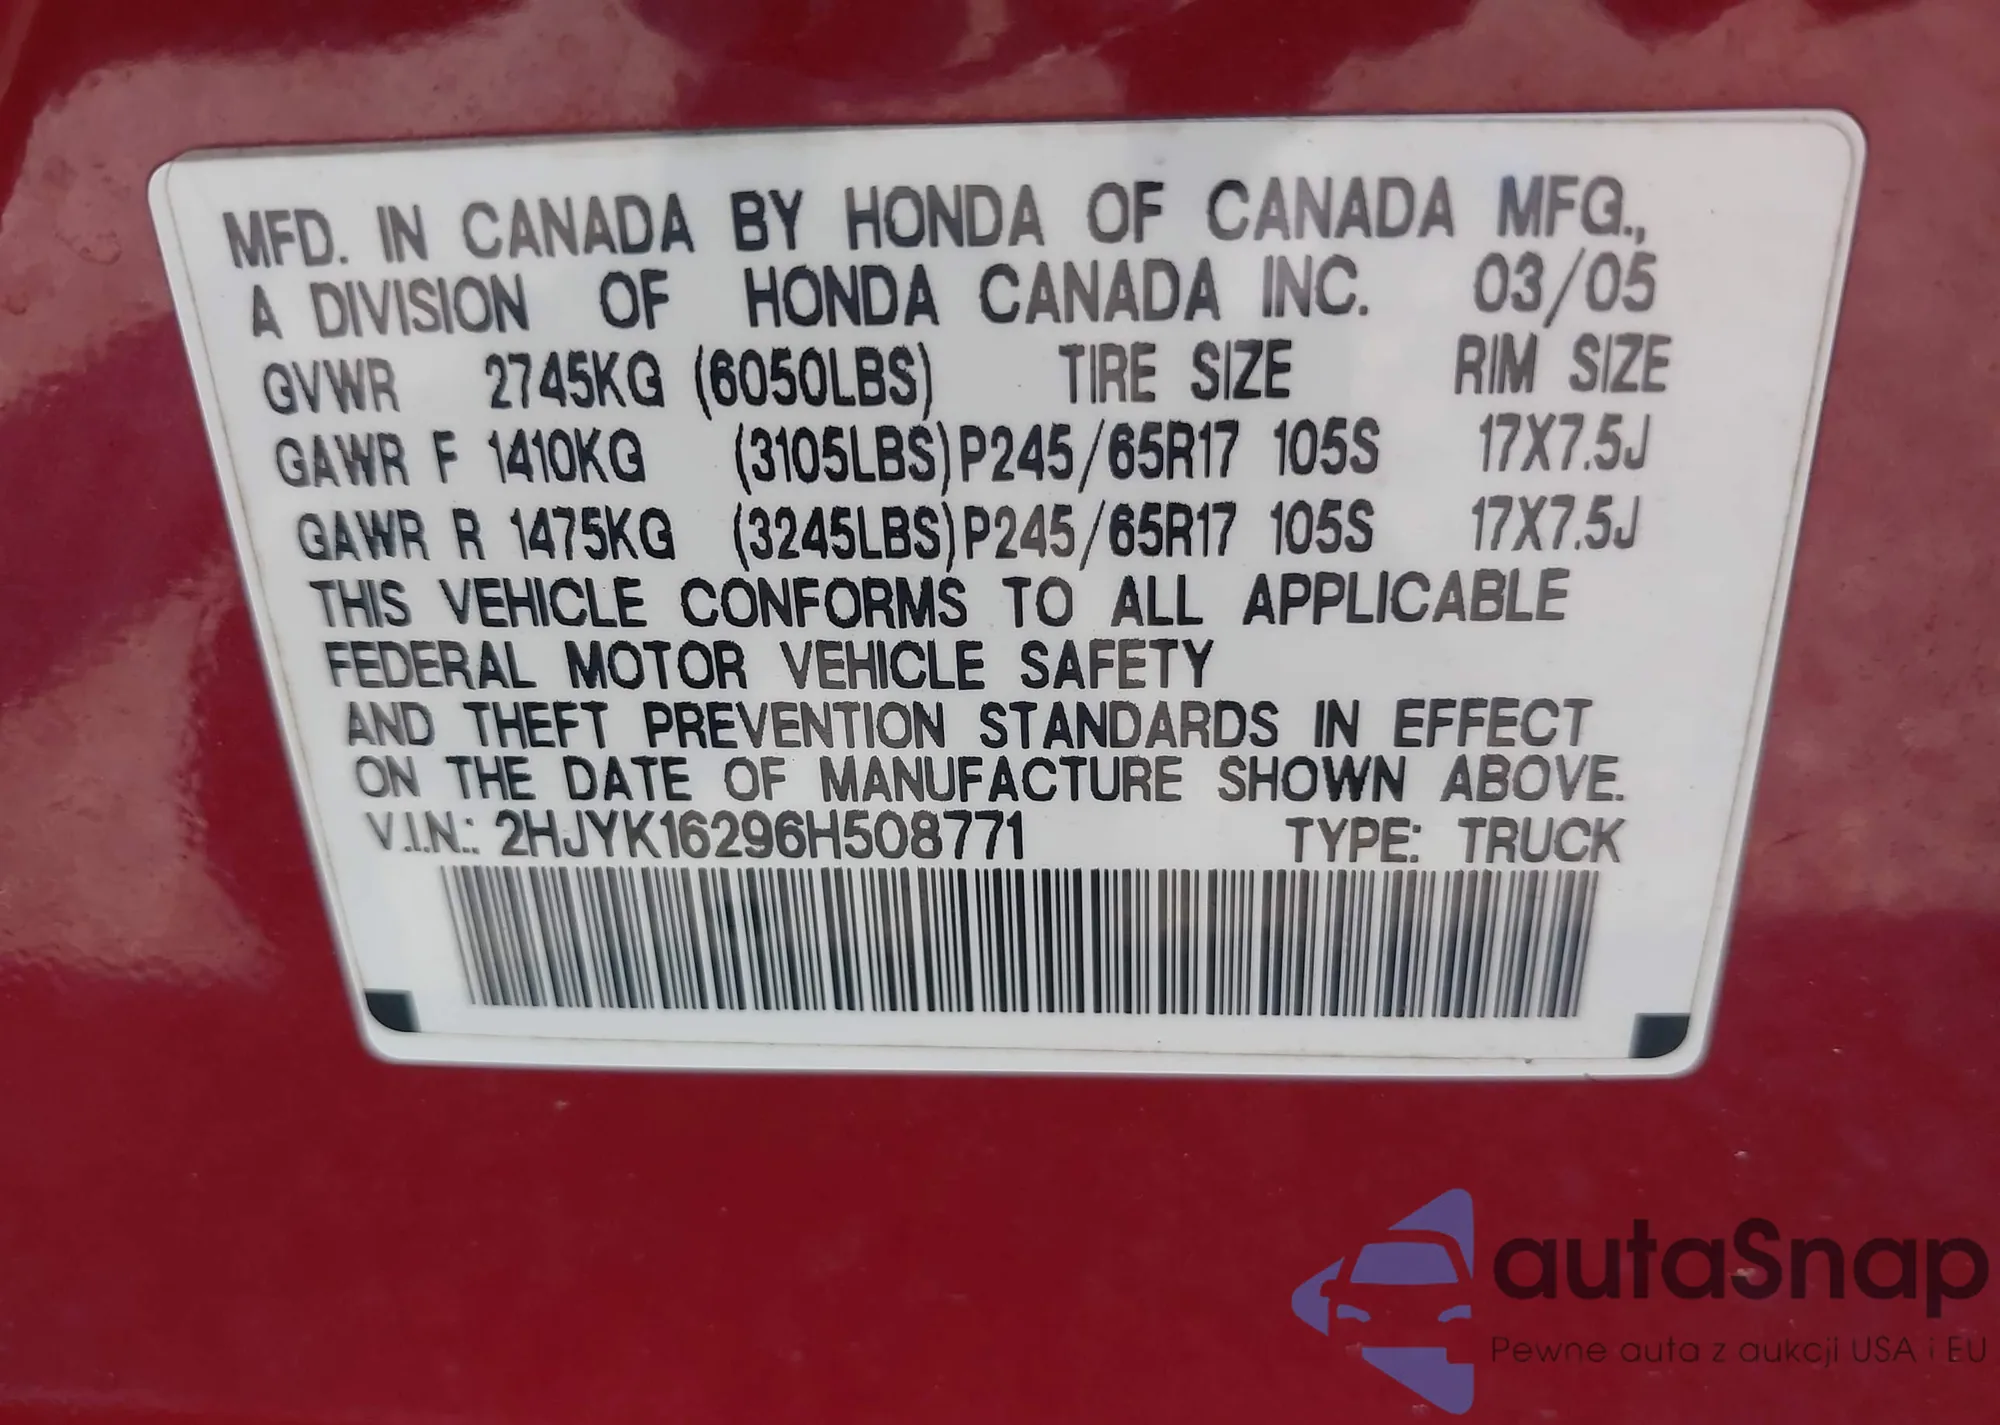 MFD. IN CANADA BY HONDA OF CANADA MFG.,
A DIVISION OF HONDA CANADA INC. 03/05
GVWR 2745KG (6050LBS) TIRE SIZE RIM SIZE
GAWR F 1410KG (3105LBS) P245/65R17 105S 17X7.5J
GAWR R 1475KG (3245LBS) P245/65R17 105S 17X7.5J
THIS VEHICLE CONFORMS TO ALL APPLICABLE
FEDERAL MOTOR VEHICLE SAFETY
AND THEFT PREVENTION STANDARDS IN EFFECT
ON THE DATE OF MANUFACTURE SHOWN ABOVE.
V.I.N.: 2HJYK16296H508771 TYPE: TRUCK
autaSnap
Pewne auta z aukcji USA i EU